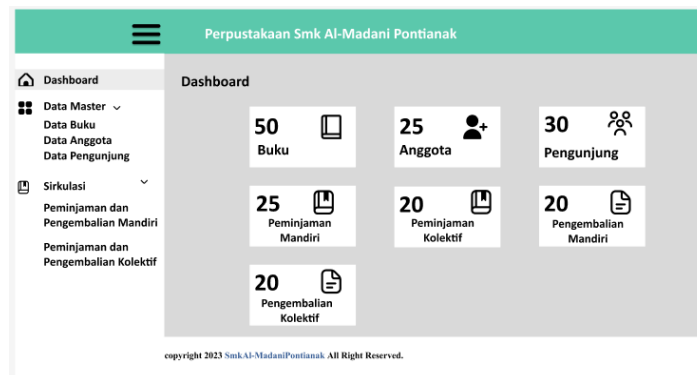 Perpustakaan Smk Al-Madani Pontianak
Dashboard
Data Master
Data Buku
Data Anggota
Data Pengunjung
Sirkulasi
Peminjaman dan
Pengembalian Mandiri
Peminjaman dan
Pengembalian Kolektif
Dashboard
50
Buku
25
Anggota
30
Pengunjung
25
Peminjaman
Mandiri
20
Peminjaman
Kolektif
20
Pengembalian
Mandiri
20
Pengembalian
Kolektif
copyright 2023 SmkAl-MadaniPontianak All Right Reserved.